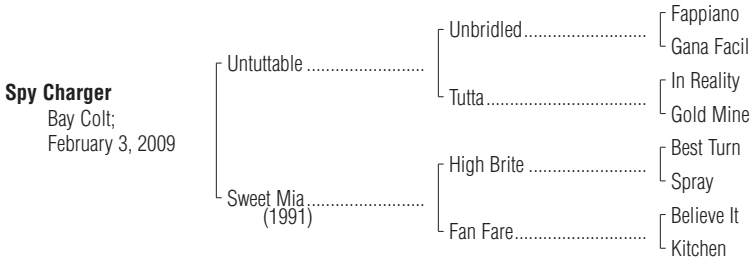 Spy Charger
Bay Colt;
February 3, 2009
Untuttable
Sweet Mia
(1991)
Unbridled
Tutta
High Brite
Fan Fare
Fappiano
Gana Facil
In Reality
Gold Mine
Best Turn
Spray
Believe It
Kitchen